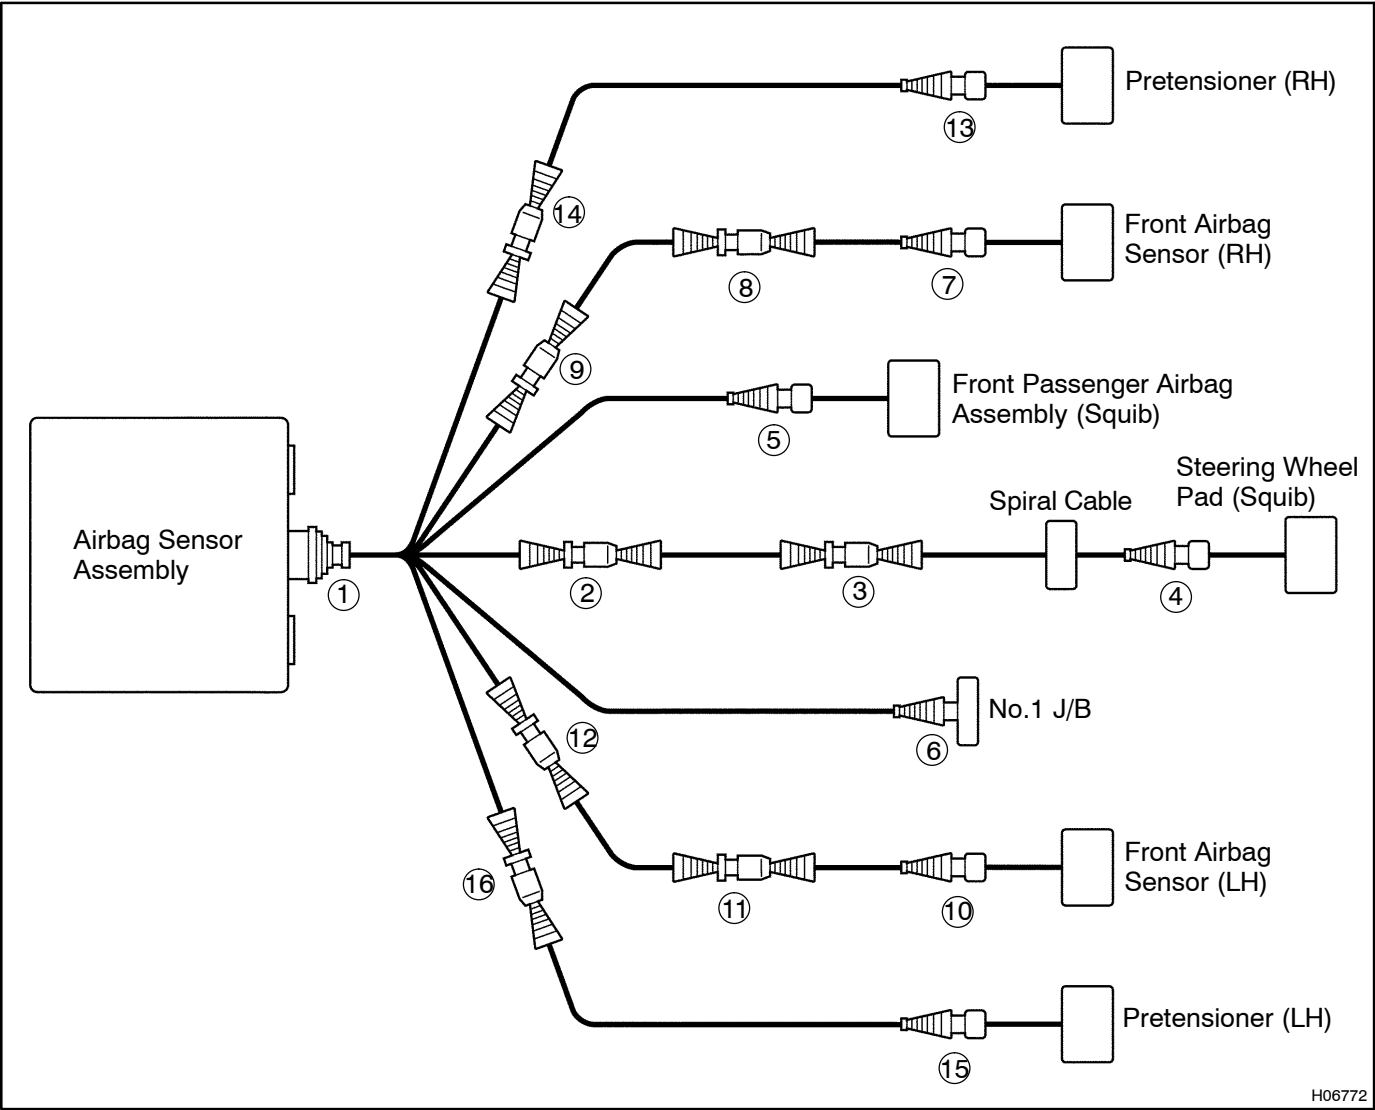 Pretensioner (RH)
13
14
Front Airbag
Sensor (RH)
8
7
9
Front Passenger Airbag
Assembly (Squib)
5
Steering Wheel
Pad (Squib)
Spiral Cable
Airbag Sensor
Assembly
1
2
3
4
No.1 J/B
6
12
Front Airbag
Sensor (LH)
16
11
10
Pretensioner (LH)
15
H06772